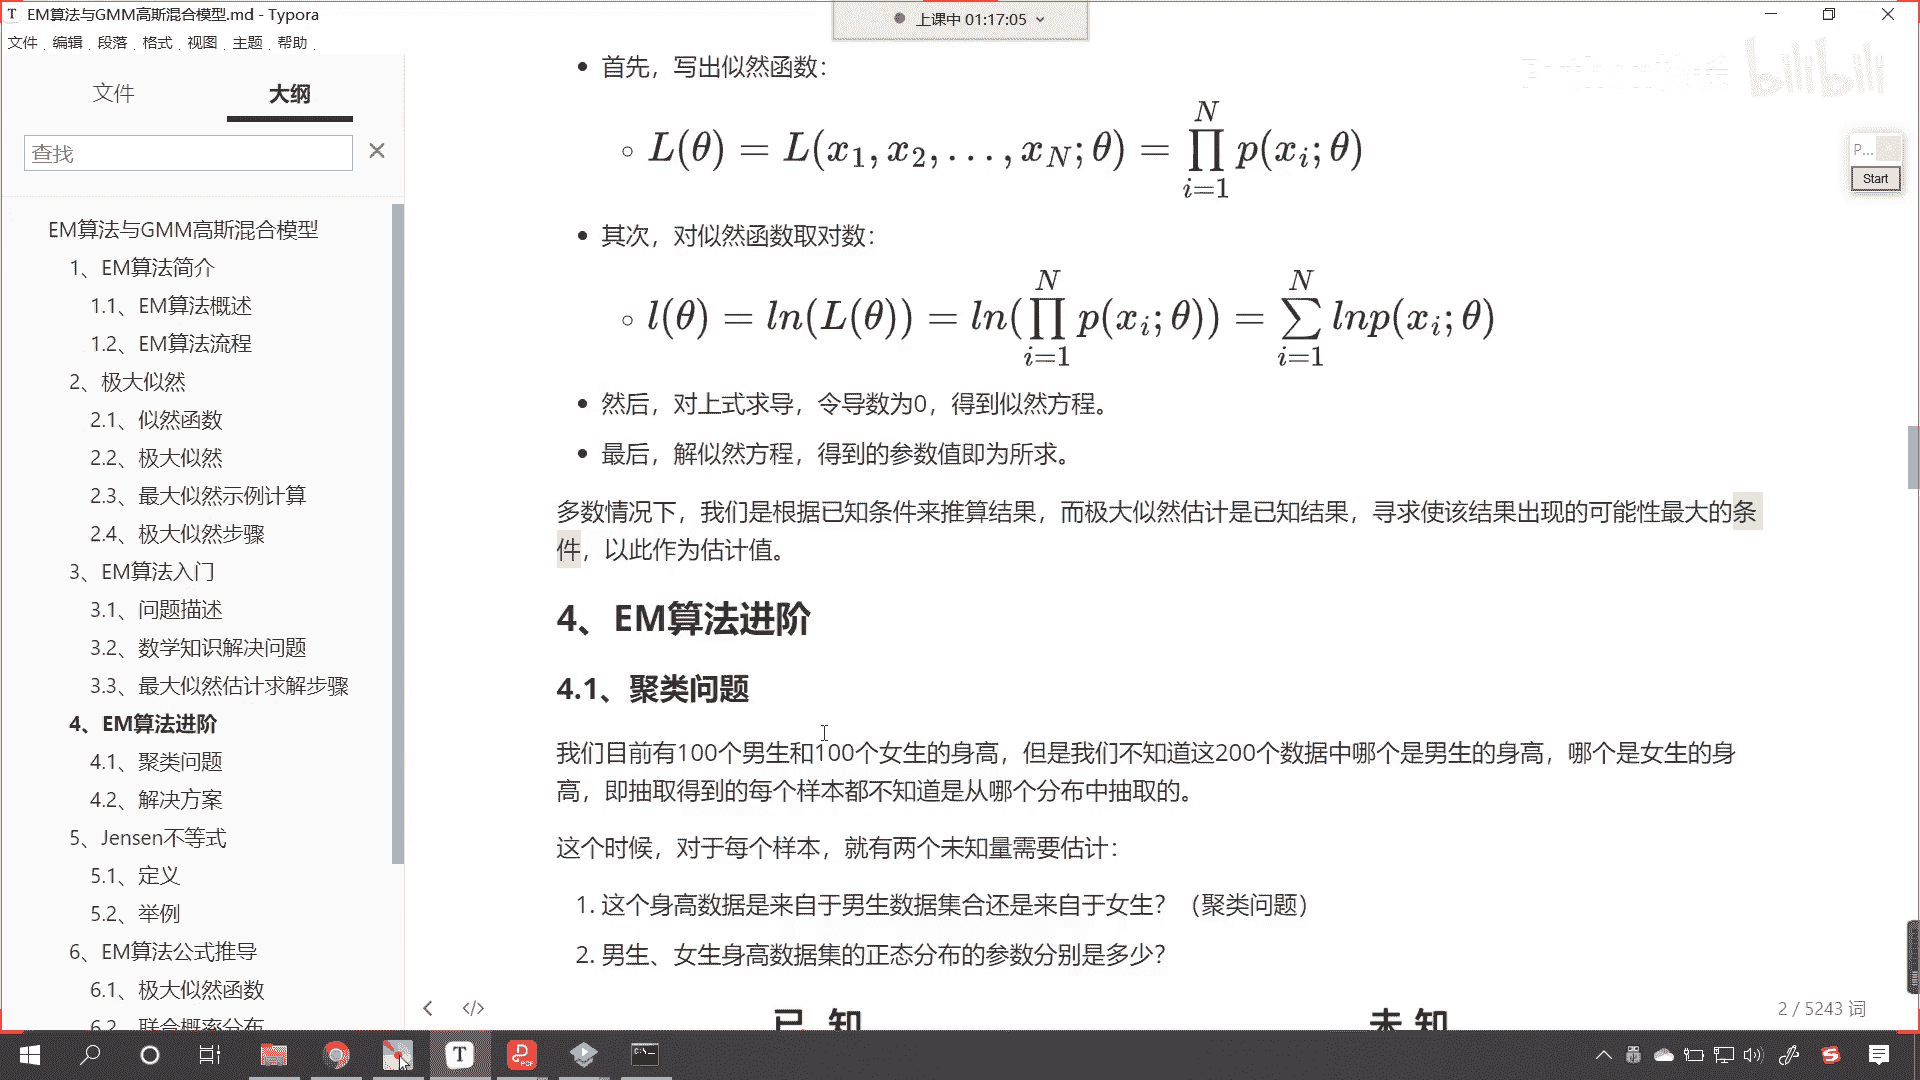 EM算法与GMM高斯混合模型.md - Typora
上课中 01:17:05
文件 编辑 段落 格式 视图 主题 帮助
文件
大纲
查找
EM算法与GMM高斯混合模型
1、EM算法简介
1.1、EM算法概述
1.2、EM算法流程
2、极大似然
2.1、似然函数
2.2、极大似然
2.3、最大似然示例计算
2.4、极大似然步骤
3、EM算法入门
3.1、问题描述
3.2、数学知识解决问题
3.3、最大似然估计求解步骤
4、EM算法进阶
4.1、聚类问题
4.2、解决方案
5、Jensen不等式
5.1、定义
5.2、举例
6、EM算法公式推导
6.1、极大似然函数
6.2、联合概率分布
首先，写出似然函数：
L(θ) = L(x₁, x₂, . . . , x_N; θ) = ∏_{i=1}^{N} p(x_i; θ)
其次，对似然函数取对数：
l(θ) = ln(L(θ)) = ln(∏_{i=1}^{N} p(x_i; θ)) = ∑_{i=1}^{N} lnp(x_i; θ)
然后，对上式求导，令导数为0，得到似然方程。
最后，解似然方程，得到的参数值即为所求。
多数情况下，我们是根据已知条件来推算结果，而极大似然估计是已知结果，寻求使该结果出现的可能性最大的条
件，以此作为估计值。
4、EM算法进阶
4.1、聚类问题
我们目前有100个男生和100个女生的身高，但是我们不知道这200个数据中哪个是男生的身高，哪个是女生的身
高，即抽取得到的每个样本都不知道是从哪个分布中抽取的。
这个时候，对于每个样本，就有两个未知量需要估计：
1. 这个身高数据是来自于男生数据集合还是来自于女生？（聚类问题）
2. 男生、女生身高数据集的正态分布的参数分别是多少？
已 知
未 知
2 / 5243 词
bilibili
P...
Start